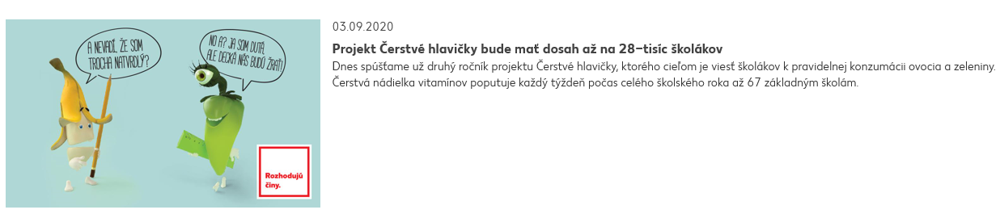 A NEVADÍ, ŽE SOM
TROCHA NATVRDLÝ?
NO A? JA SOM DUTÁ,
ALE DECKÁ NÁS BUDÚ ŽRAŤ!
Rozhodujú
činy.
03.09.2020
Projekt Čerstvé hlavičky bude mať dosah až na 28-tisíc školákov
Dnes spúšťame už druhý ročník projektu Čerstvé hlavičky, ktorého cieľom je viesť školákov k pravidelnej konzumácii ovocia a zeleniny.
Čerstvá nádielka vitamínov poputuje každý týždeň počas celého školského roka až 67 základným školám.